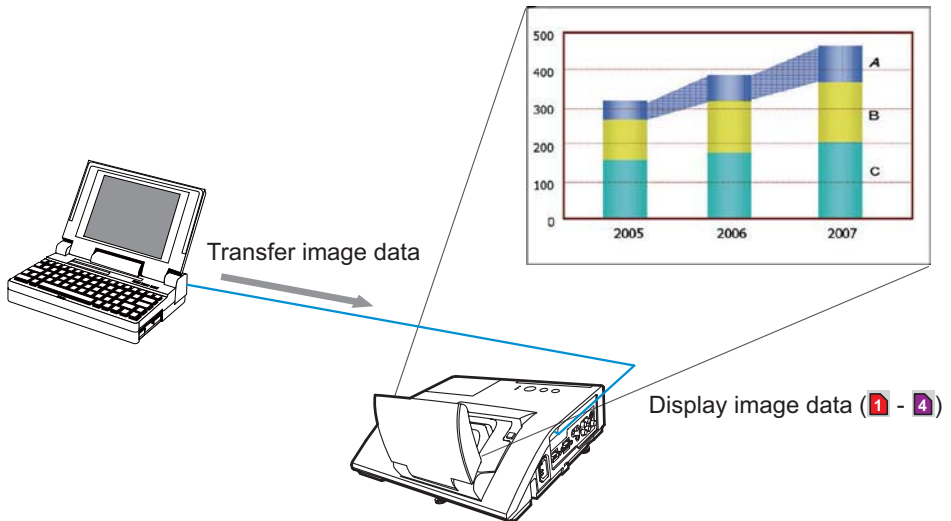 500
400
300
200
100
0
A
B
C
2005 2006 2007
Transfer image data
Display image data (1 - 4)